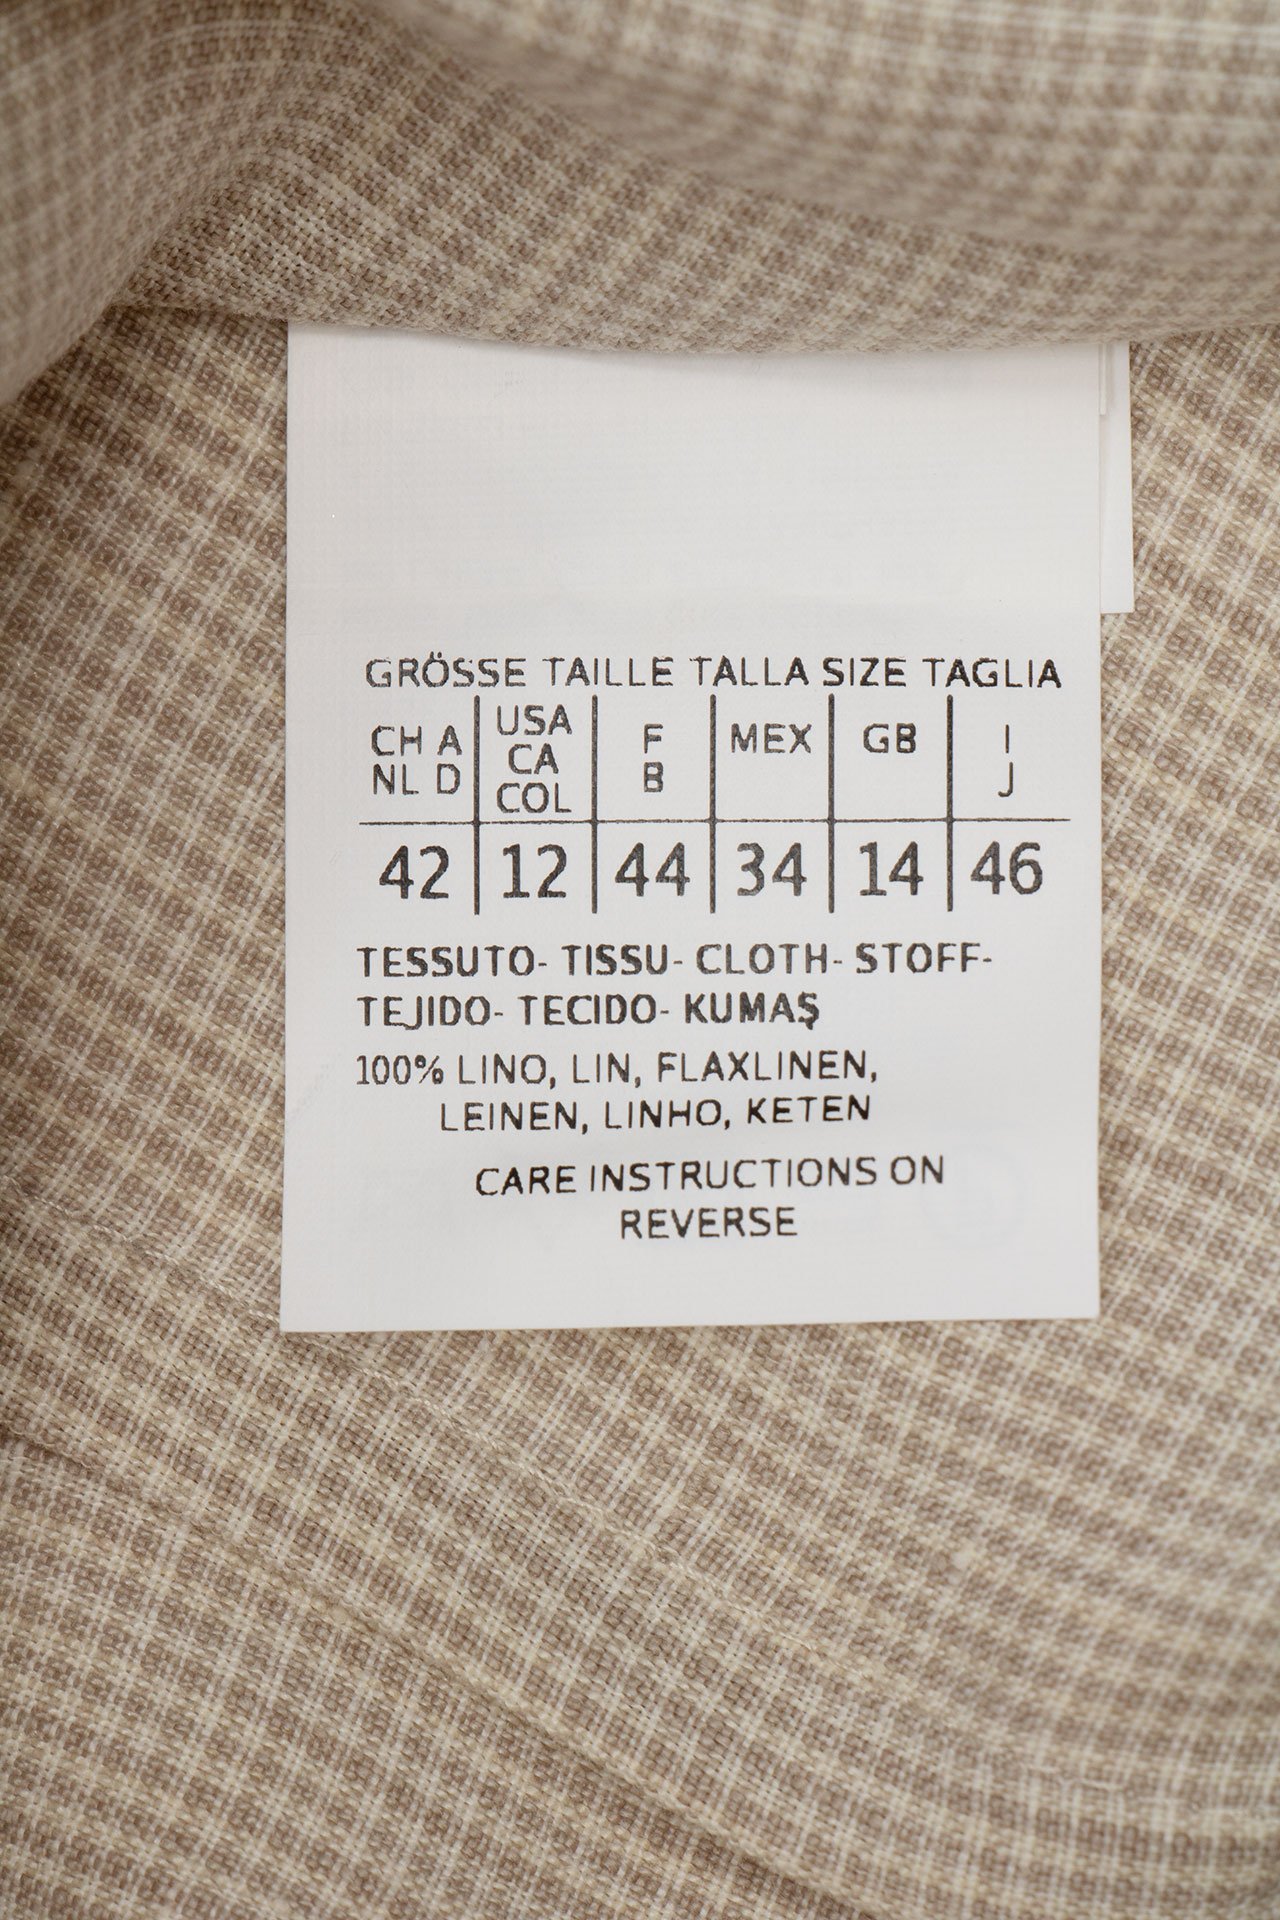 GRÖSSE TAILLE TALLA SIZE TAGLIA
CH A NL D | USA CA COL | F B | MEX | GB | I J
42 | 12 | 44 | 34 | 14 | 46
TESSUTO- TISSU- CLOTH- STOFF-
TEJIDO- TECIDO- KUMAŞ
100% LINO, LIN, FLAXLINEN,
LEINEN, LINHO, KETEN
CARE INSTRUCTIONS ON
REVERSE